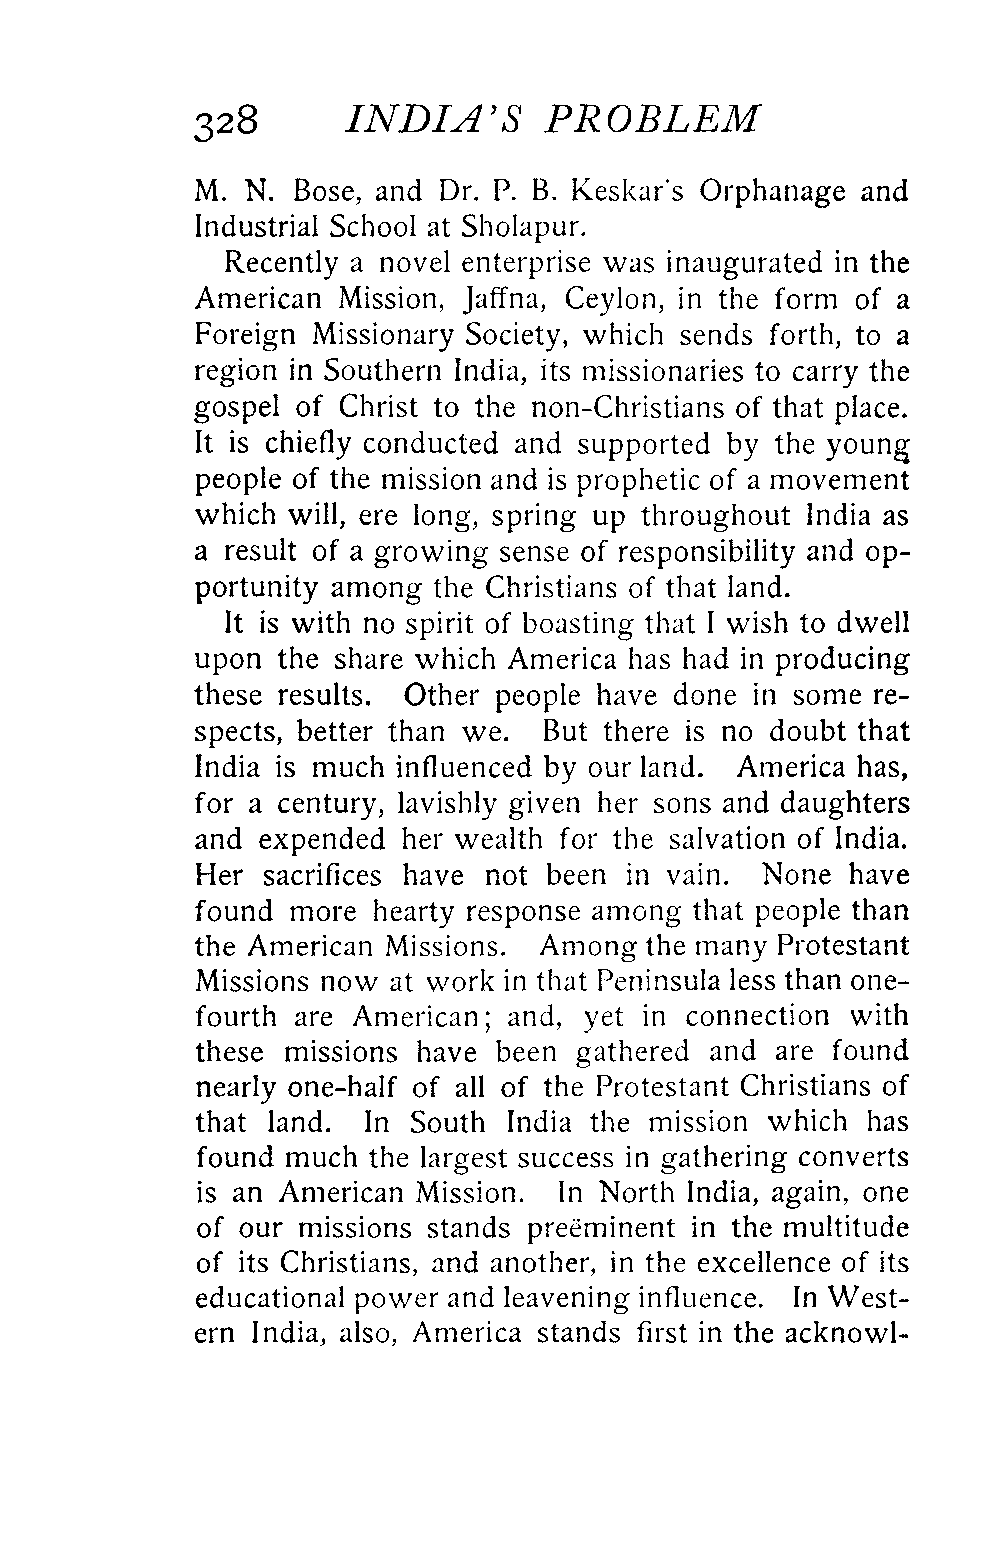 328 INDIA'S PROBLEM
M. N. Bose, and Dr. P. B. Keskar's Orphanage and
Industrial School at Sholapur.
Recently a novel enterprise was inaugurated in the
American Mission, Jaffna, Ceylon, in the form of a
Foreign Missionary Society, which sends forth, to a
region in Southern India, its missionaries to carry the
gospel of Christ to the non-Christians of that place.
It is chiefly conducted and supported by the young
people of the mission and is prophetic of a movement
which will, ere long, spring up throughout India as
a result of a growing sense of responsibility and op-
portunity among the Christians of that land.
It is with no spirit of boasting that I wish to dwell
upon the share which America has had in producing
these results. Other people have done in some re-
spects, better than we. But there is no doubt that
India is much influenced by our land. America has,
for a century, lavishly given her sons and daughters
and expended her wealth for the salvation of India.
Her sacrifices have not been in vain. None have
found more hearty response among that people than
the American Missions. Among the many Protestant
Missions now at work in that Peninsula less than one-
fourth are American; and, yet in connection with
these missions have been gathered and are found
nearly one-half of all of the Protestant Christians of
that land. In South India the mission which has
found much the largest success in gathering converts
is an American Mission. In North India, again, one
of our missions stands preëminent in the multitude
of its Christians, and another, in the excellence of its
educational power and leavening influence. In West-
ern India, also, America stands first in the acknowl-